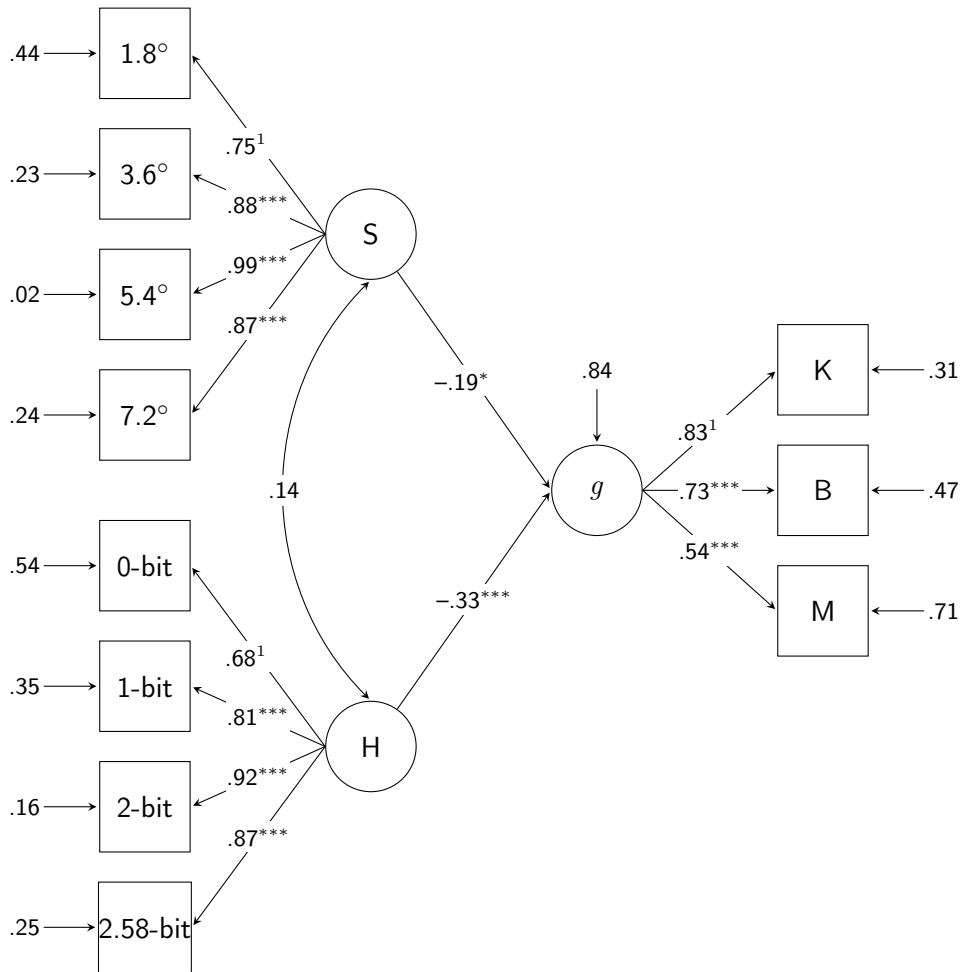 .44 1.8°
.75¹
.23 3.6°
.88***
S
.02 5.4°
.99***
.87***
.24 7.2°
–.19*
.84
K .31
.83¹
.14
g
.73***
B .47
.54***
.54 0-bit
–.33***
M .71
.68¹
.35 1-bit
.81***
H
.16 2-bit
.92***
.87***
.25 2.58-bit